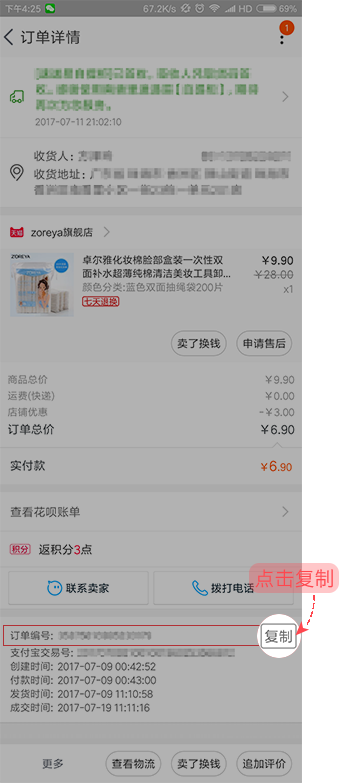 下午4:25
67.2K/s
HD
69%
订单详情
1
2017-07-11 21:02:10
收货人：
收货地址：
天猫 zoreya旗舰店
ZOREYA
卓尔雅化妆棉脸部盒装一次性双
面补水超薄纯棉清洁美妆工具卸...
颜色分类:蓝色双面抽绳袋200片
七天退换
￥9.90
￥28.00
x1
卖了换钱 申请售后
商品总价 ￥9.90
运费(快递) ￥0.00
店铺优惠 -￥3.00
订单总价 ￥6.90
实付款 ￥6.90
查看花呗账单
积分 返积分3点
点击复制
联系卖家 拨打电话
订单编号:
复制
支付宝交易号:
创建时间: 2017-07-09 00:42:52
付款时间: 2017-07-09 00:43:00
发货时间: 2017-07-09 11:10:58
成交时间: 2017-07-19 11:11:16
更多 查看物流 卖了换钱 追加评价